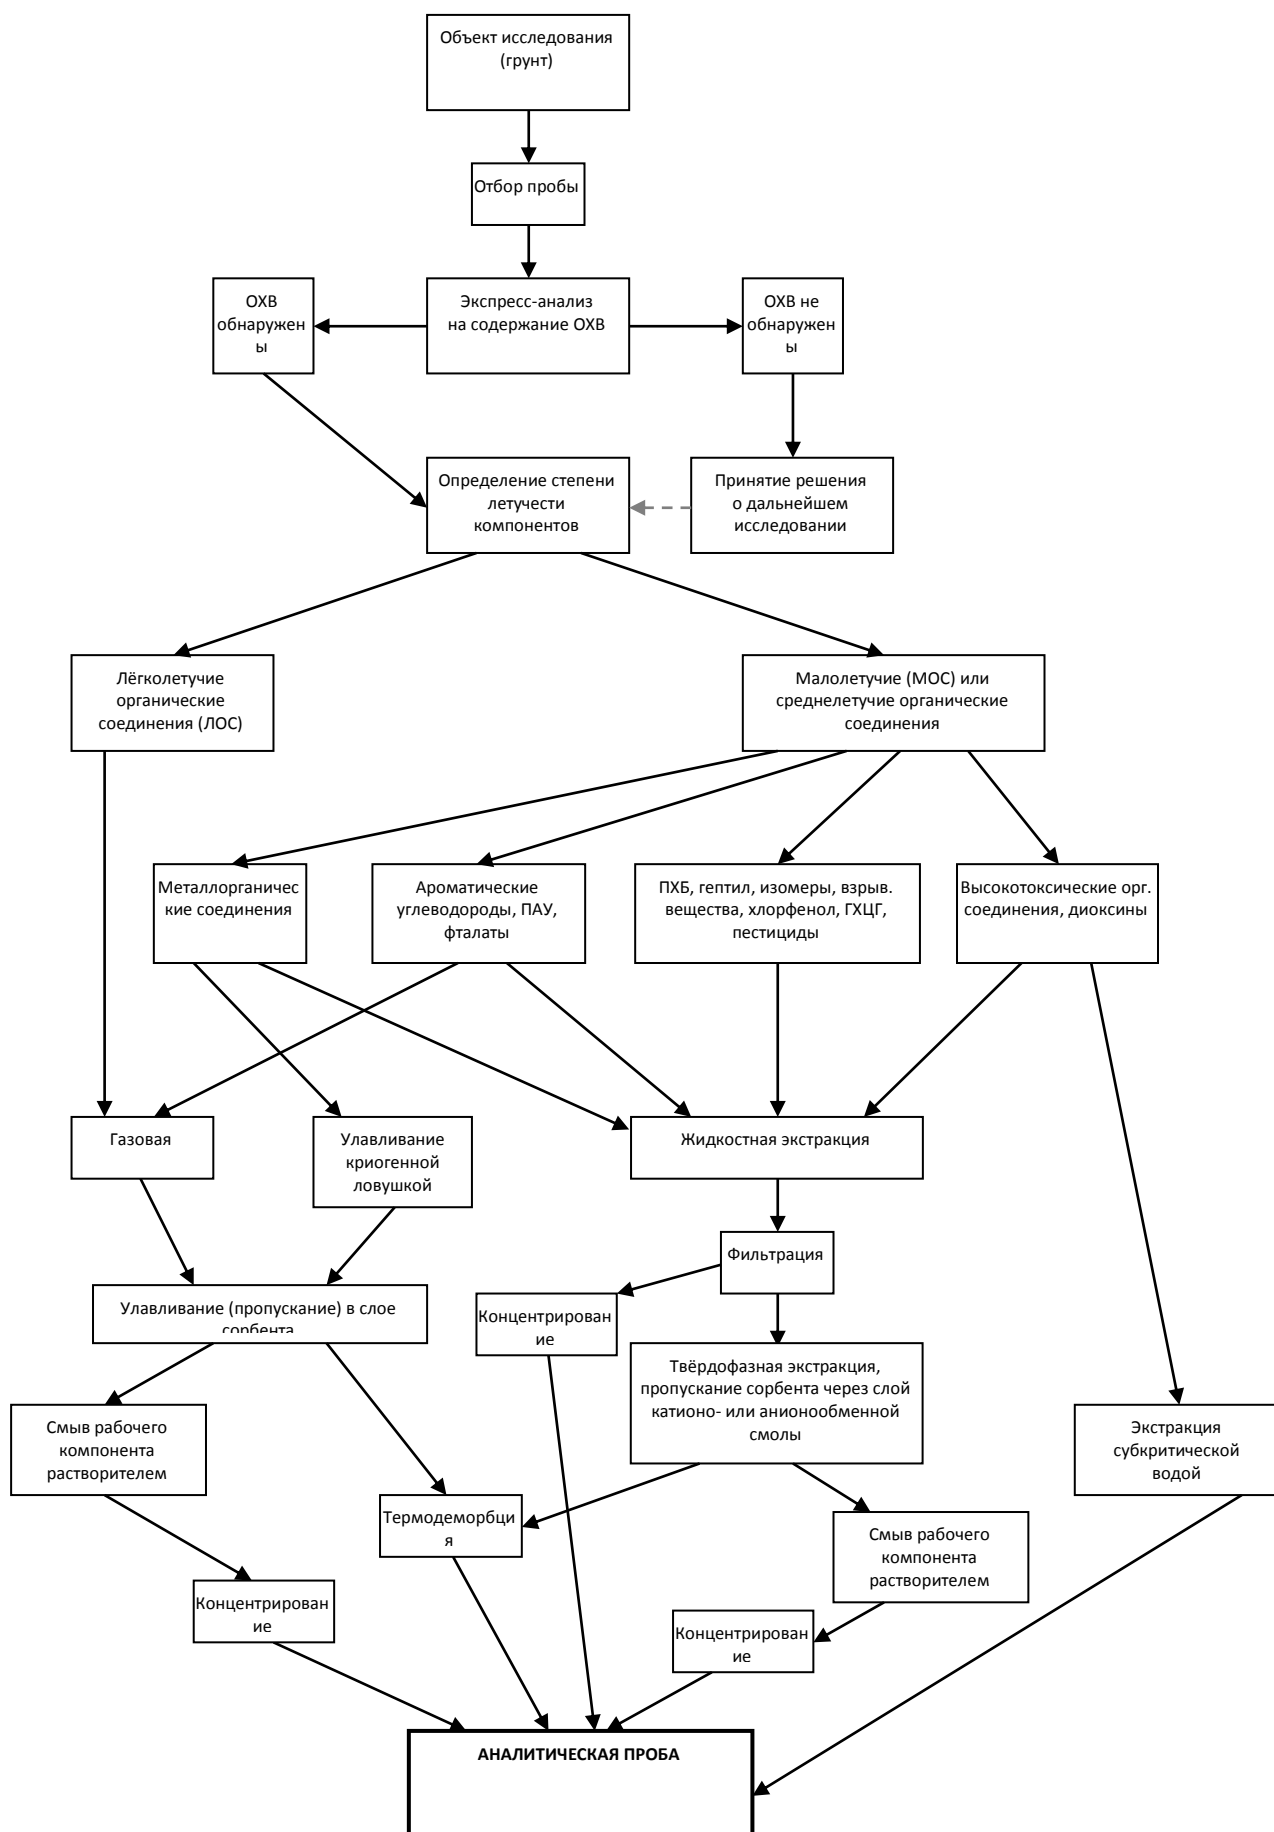 Объект исследования
(грунт)
Отбор пробы
ОХВ
обнаружен
ы
Экспресс-анализ
на содержание ОХВ
ОХВ не
обнаружен
ы
Определение степени
летучести
компонентов
Принятие решения
о дальнейшем
исследовании
Лёгколетучие
органические
соединения (ЛОС)
Малолетучие (МОС) или
среднелетучие органические
соединения
Металлорганичес
кие соединения
Ароматические
углеводороды, ПАУ,
фталаты
ПХБ, гептил, изомеры, взрыв.
вещества, хлорфенол, ГХЦГ,
пестициды
Высокотоксические орг.
соединения, диоксины
Газовая
Улавливание
криогенной
ловушкой
Жидкостная экстракция
Фильтрация
Улавливание (пропускание) в слое
сорбента
Концентрирован
ие
Твёрдофазная экстракция,
пропускание сорбента через слой
катионо- или анионообменной
смолы
Смыв рабочего
компонента
растворителем
Экстракция
субкритической
водой
Термодеморбци
я
Смыв рабочего
компонента
растворителем
Концентрирован
ие
Концентрирован
ие
АНАЛИТИЧЕСКАЯ ПРОБА